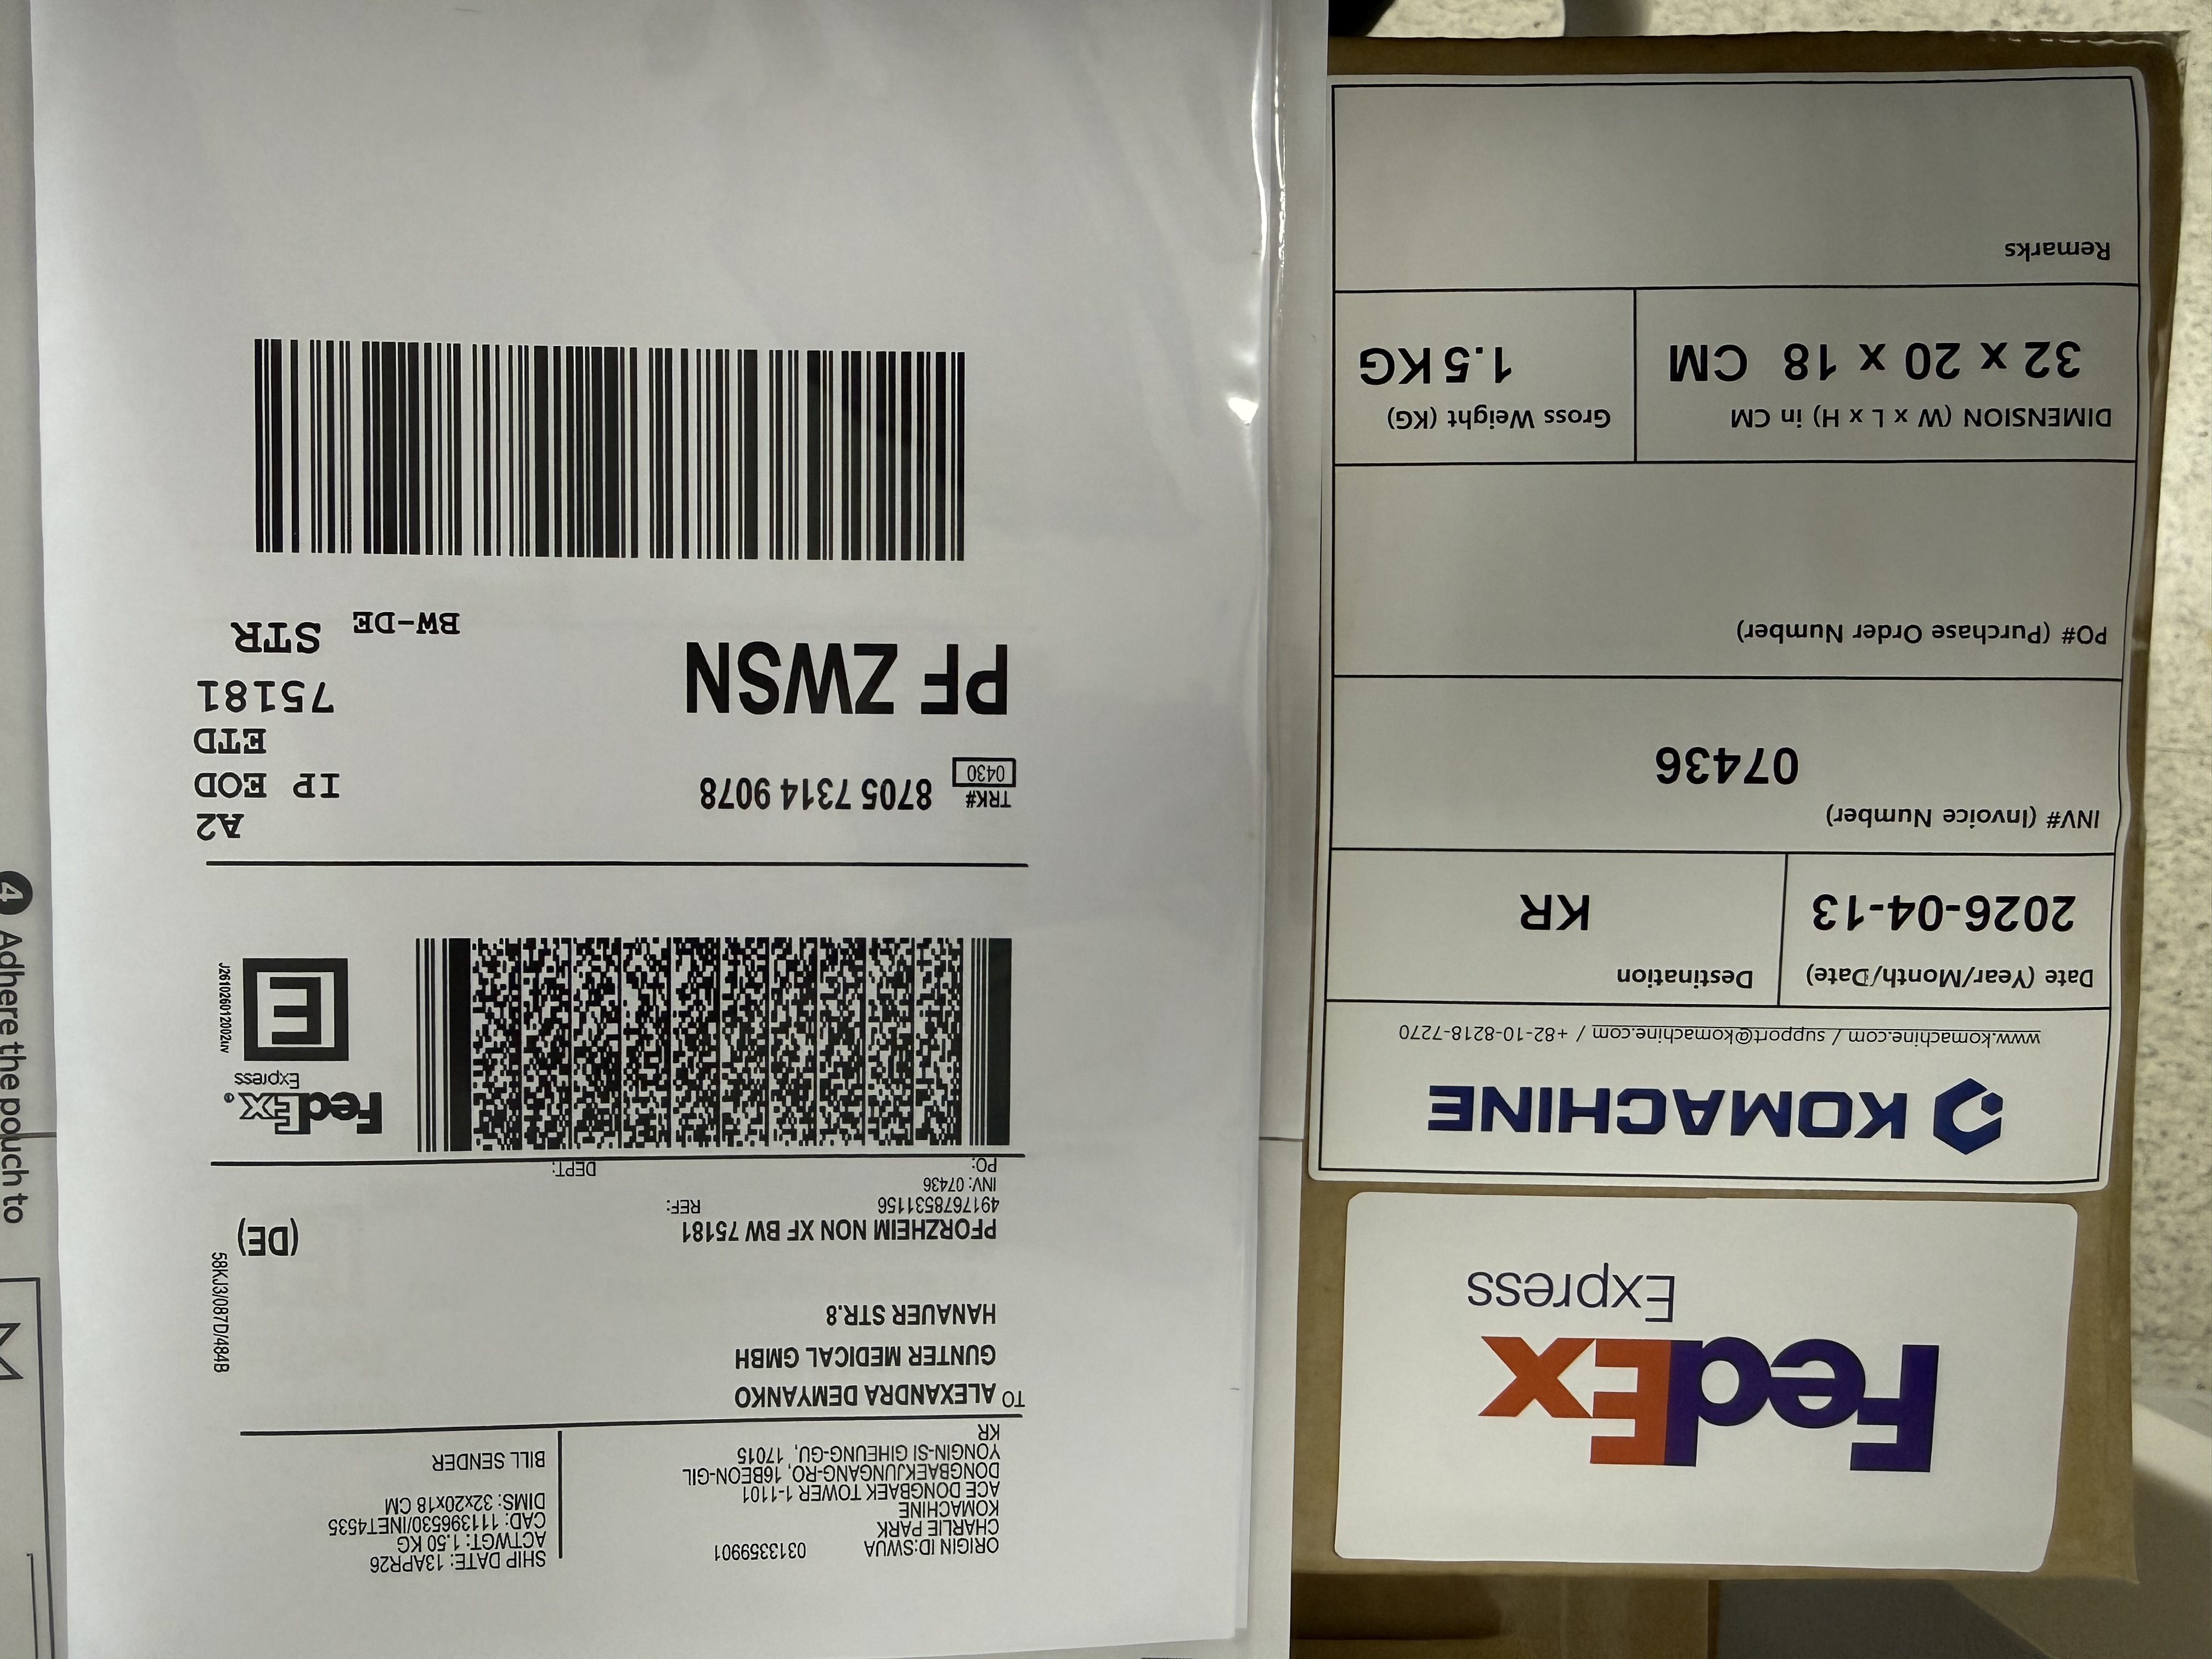 ORIGIN ID:SWUA 0313359901
CHARLIE PARK
KOMACHINE
ACE DONGBAEK TOWER 1-1101
DONGBAEKJUNGANG-RO, 16BEON-GIL
YONGIN-SI GIHEUNG-GU, 17015
KR
SHIP DATE: 13APR26
ACTWGT: 1.50 KG
CAD: 111396530/INET4535
DIMS: 32x20x18 CM
BILL SENDER
TO ALEXANDRA DEMYANKO
GUNTER MEDICAL GMBH
HANAUER STR.8
PFORZHEIM NON XF BW 75181
(DE)
4917678531156 REF:
INV: 07436
PO: DEPT:
58KJ3/087D/484B
FedEx®
Express
E
J261026012002uv
TRK# 8705 7314 9078
0430
A2
IP EOD
ETD
PF ZWSN
75181
BW-DE STR
FedEx
Express
KOMACHINE
www.komachine.com / support@komachine.com / +82-10-8218-7270
Date (Year/Month/Date) Destination
2026-04-13 KR
INV# (Invoice Number)
07436
PO# (Purchase Order Number)
DIMENSION (W x L x H) in CM Gross Weight (KG)
32 x 20 x 18 CM 1.5 KG
Remarks
4 Adhere the pouch to